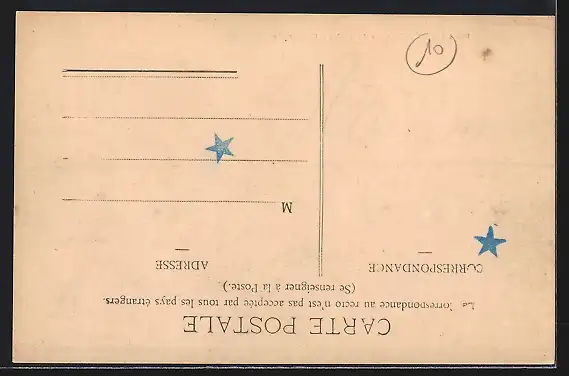 CARTE POSTALE
La correspondance au recto n'est pas acceptée par tous les pays étrangers.
(Se renseigner à la Poste.)
CORRESPONDANCE
ADRESSE
M
10